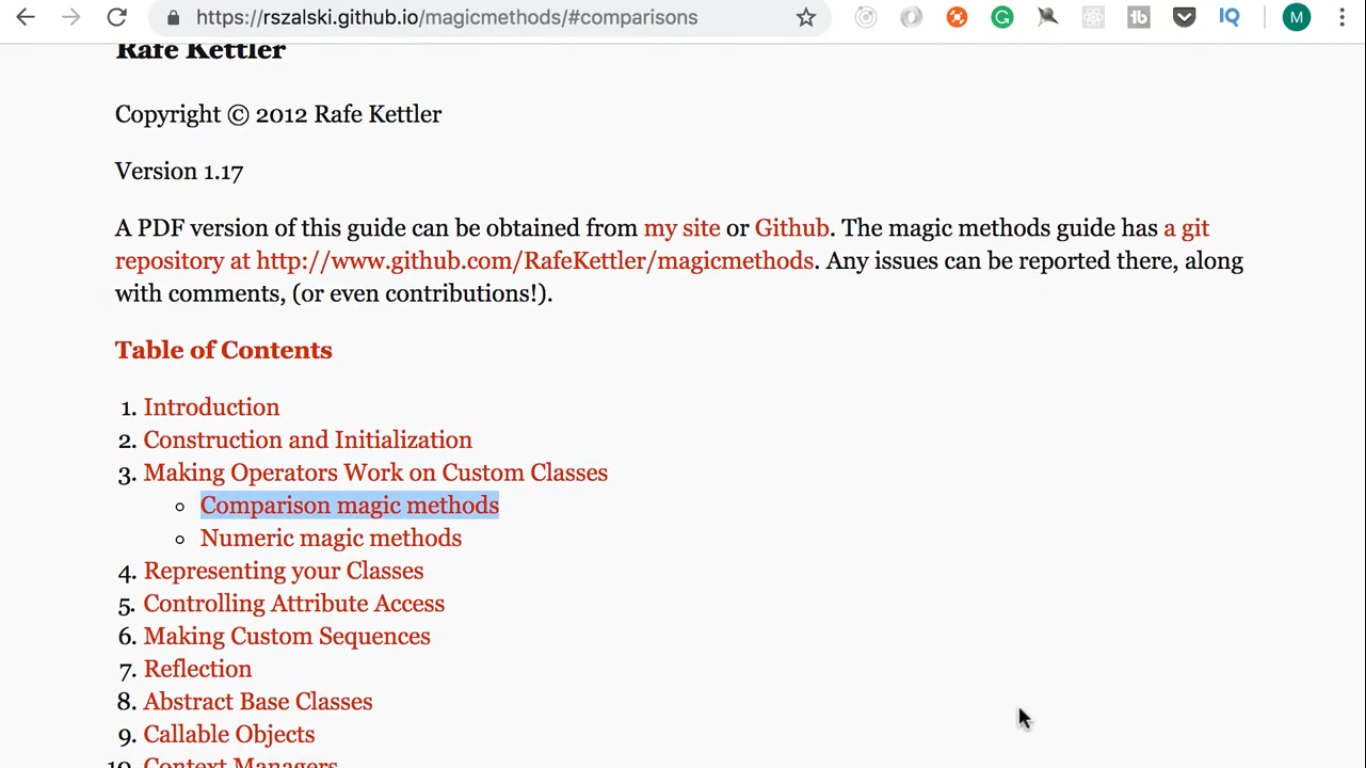 https://rszalski.github.io/magicmethods/#comparisons
IQ
M
Rafe Kettler
Copyright © 2012 Rafe Kettler
Version 1.17
A PDF version of this guide can be obtained from my site or Github. The magic methods guide has a git
repository at http://www.github.com/RafeKettler/magicmethods. Any issues can be reported there, along
with comments, (or even contributions!).
Table of Contents
1. Introduction
2. Construction and Initialization
3. Making Operators Work on Custom Classes
Comparison magic methods
Numeric magic methods
4. Representing your Classes
5. Controlling Attribute Access
6. Making Custom Sequences
7. Reflection
8. Abstract Base Classes
9. Callable Objects
10. Context Managers